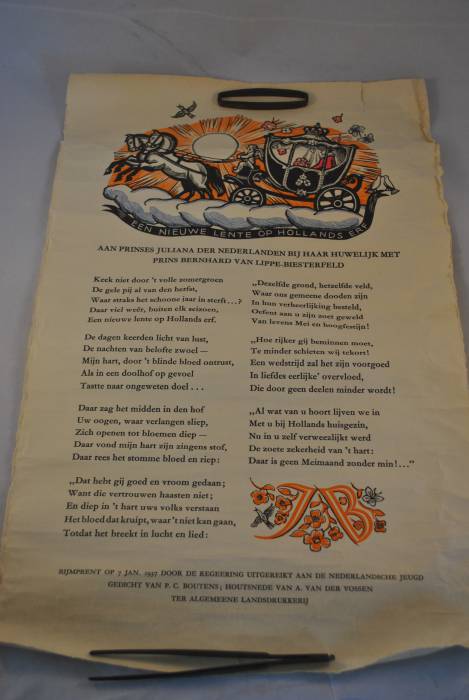 EEN NIEUWE LENTE OP HOLLANDS ERF
AAN PRINSES JULIANA DER NEDERLANDEN BIJ HAAR HUWELIJK MET
PRINS BERNHARD VAN LIPPE-BIESTERFELD
Keek niet door 't volle zomergroen
De gele pij al van den herfst,
Waar straks het schoone jaar in sterft...?
Daar viel weêr, buiten elk seizoen,
Een nieuwe lente op Hollands erf.
De dagen keerden licht van lust,
De nachten van belofte zwoel —
Mijn hart, door 't blinde bloed ontrust,
Als in een doolhof op gevoel
Tastte naar ongeweten doel...
Daar zag het midden in den hof
Uw oogen, waar verlangen sliep,
Zich openen tot bloemen diep —
Daar vond mijn hart zijn zingens stof,
Daar rees het stomme bloed en riep:
„Dat hebt gij goed en vroom gedaan;
Want die vertrouwen haasten niet;
En diep in 't hart uws volks verstaan
Het bloed dat kruipt, waar 't niet kan gaan,
Totdat het breekt in lucht en lied:
„Dezelfde grond, hetzelfde veld,
Waar ons gemeene dooden zijn
In hun verheerlijking besteld,
Oefent aan u zijn zoet geweld
Van levens Mei en hoogfestijn!
„Hoe rijker gij beminnen moet,
Te minder schieten wij tekort!
Een wedstrijd zal het zijn voorgoed
In liefdes eerlijke' overvloed,
Die door geen deelen minder wordt!
„Al wat van u hoort lijven we in
Met u bij Hollands huisgezin,
Nu in u zelf verwezenlijkt werd
De zoete zekerheid van 't hart:
Daar is geen Meimaand zonder min!..."
JB
RIJMPRENT OP 7 JAN. 1937 DOOR DE REGEERING UITGEREIKT AAN DE NEDERLANDSCHE JEUGD
GEDICHT VAN P. C. BOUTENS; HOUTSNEDE VAN A. VAN DER VOSSEN
TER ALGEMEENE LANDSDRUKKERIJ